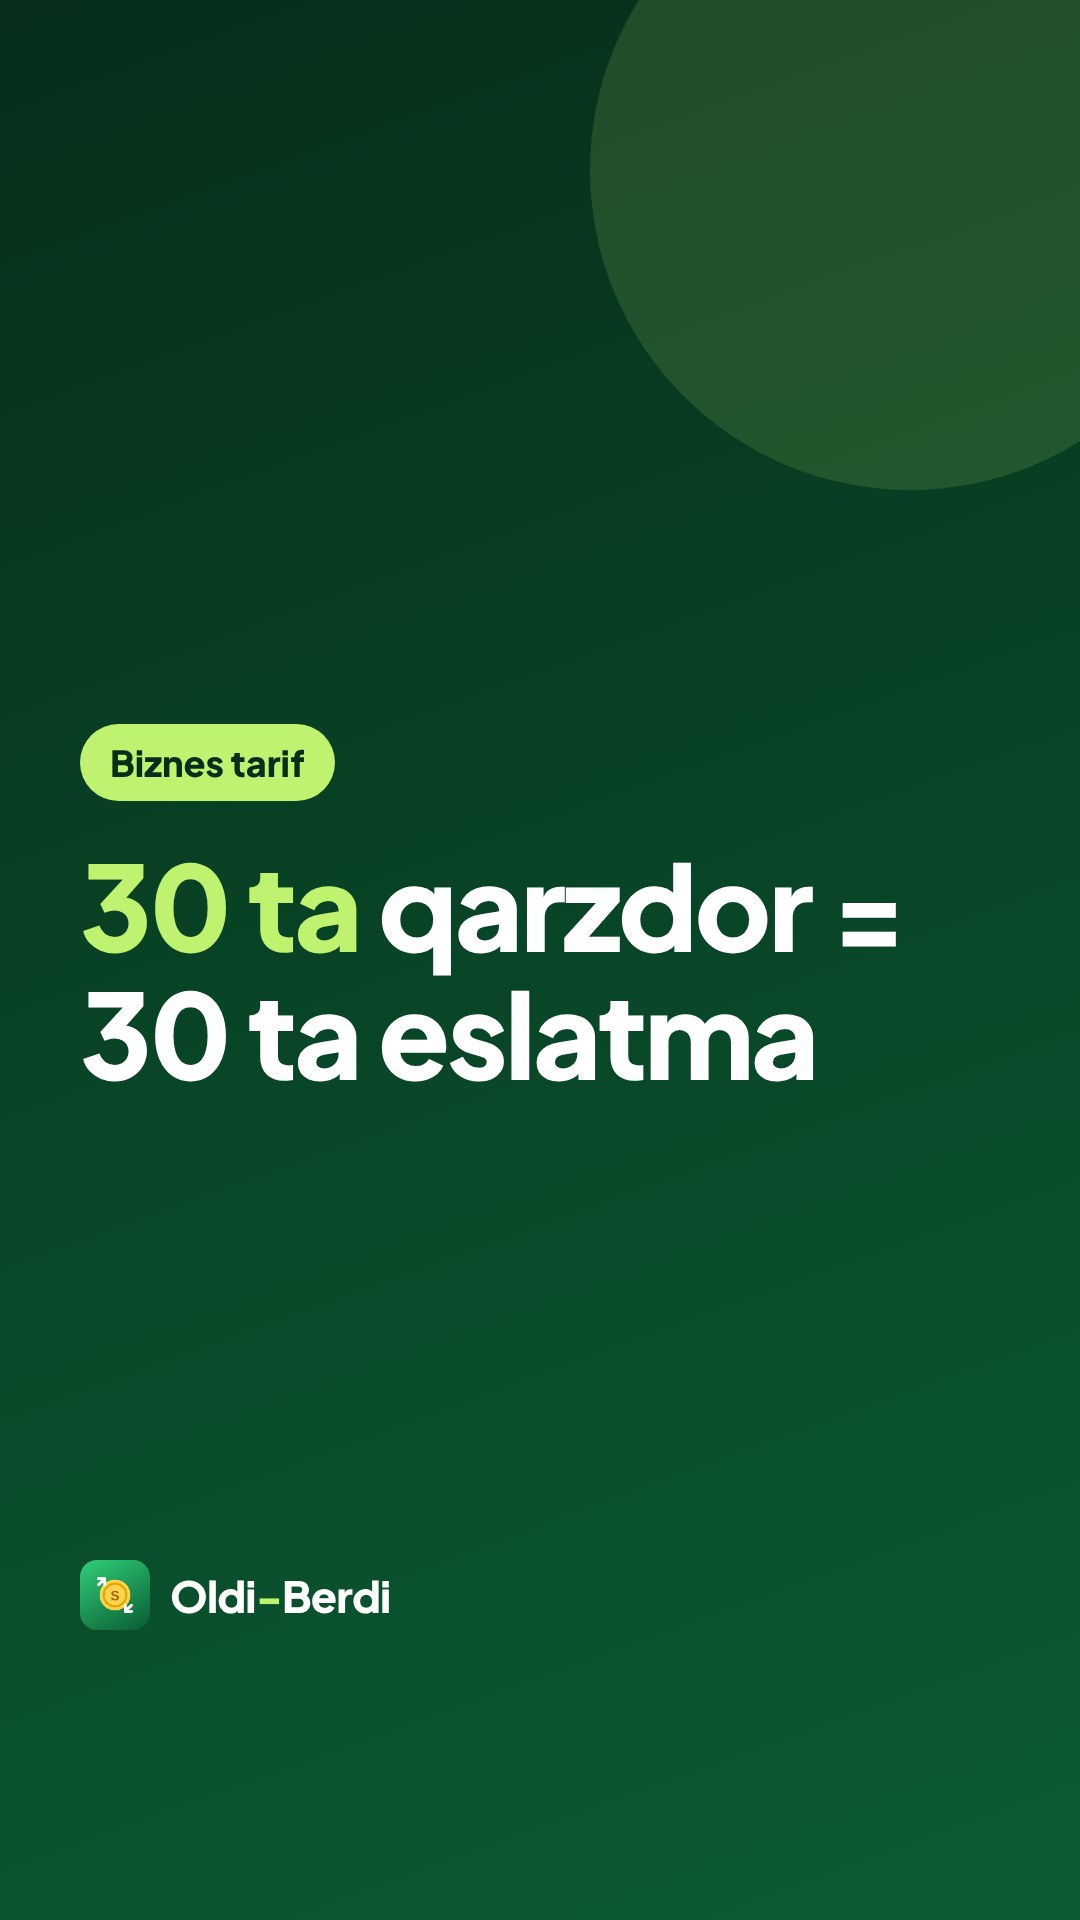 Biznes tarif
30 ta qarzdor =
30 ta eslatma
S
Oldi-Berdi